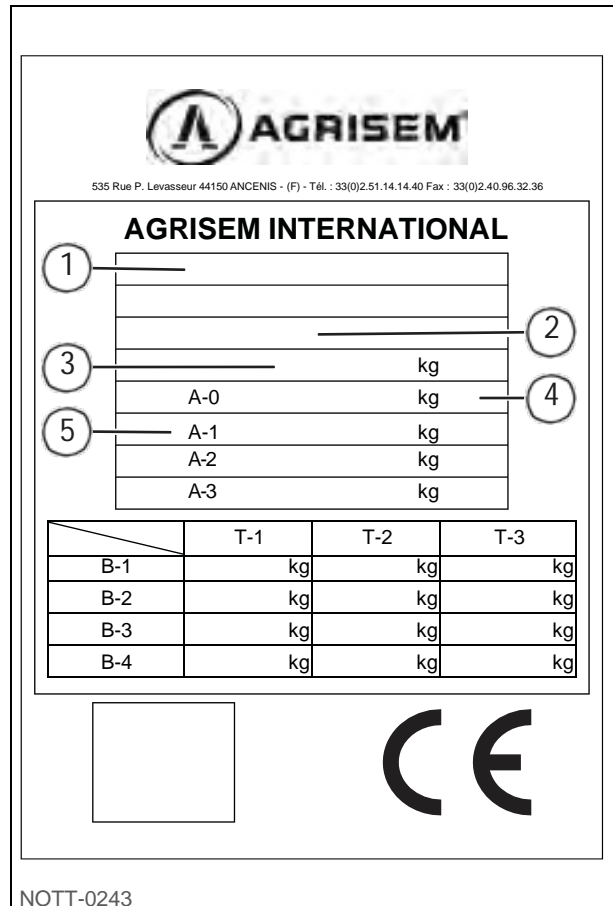 AGRISEM
535 Rue P. Levasseur 44150 ANCENIS - (F) - Tél. : 33(0)2.51.14.14.40 Fax : 33(0)2.40.96.32.36
AGRISEM INTERNATIONAL
1
2
3 kg
A-0 kg 4
5 A-1 kg
A-2 kg
A-3 kg
T-1 T-2 T-3
B-1 kg kg kg
B-2 kg kg kg
B-3 kg kg kg
B-4 kg kg kg
CE
NOTT-0243